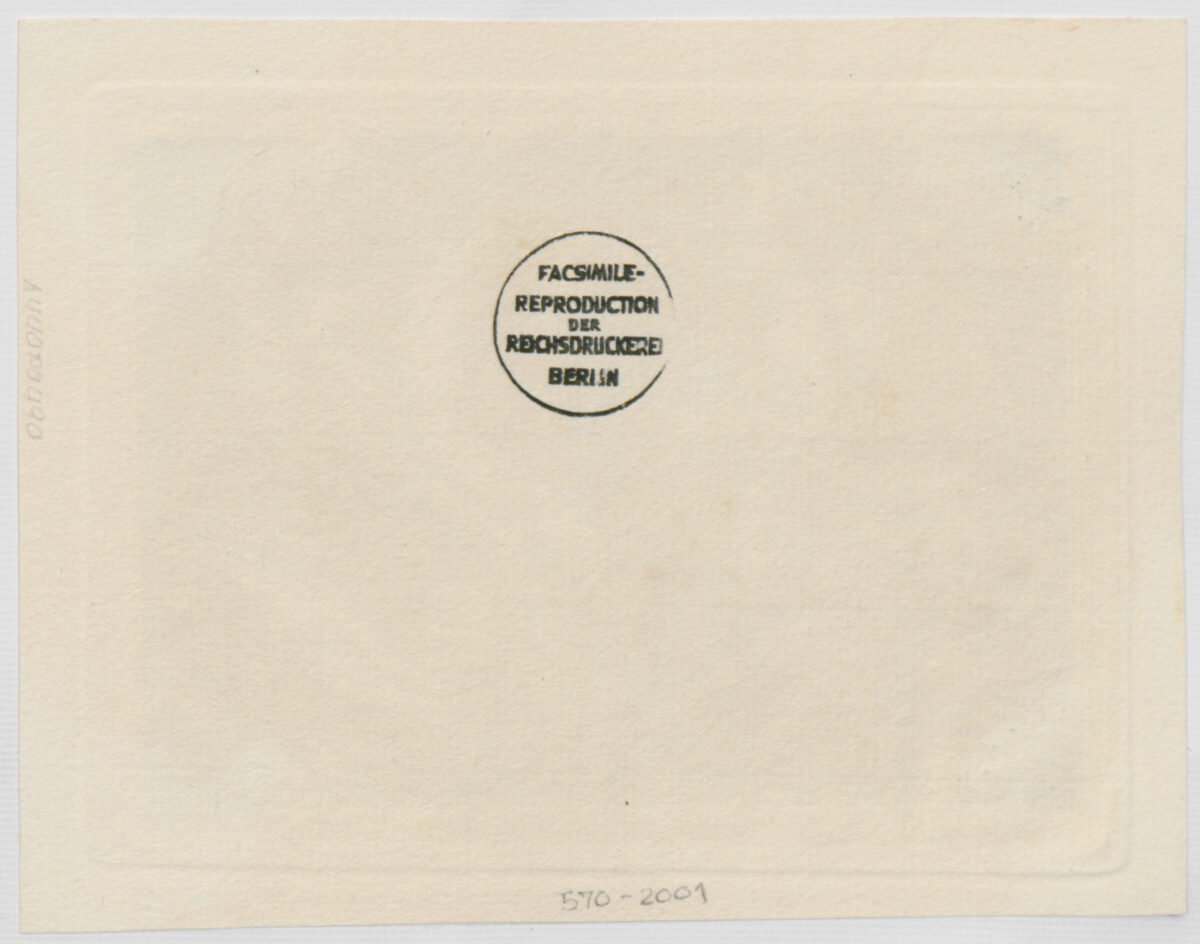 FACSIMILE-
REPRODUCTION
DER
REICHSDRUCKEREI
BERLIN
570-2001